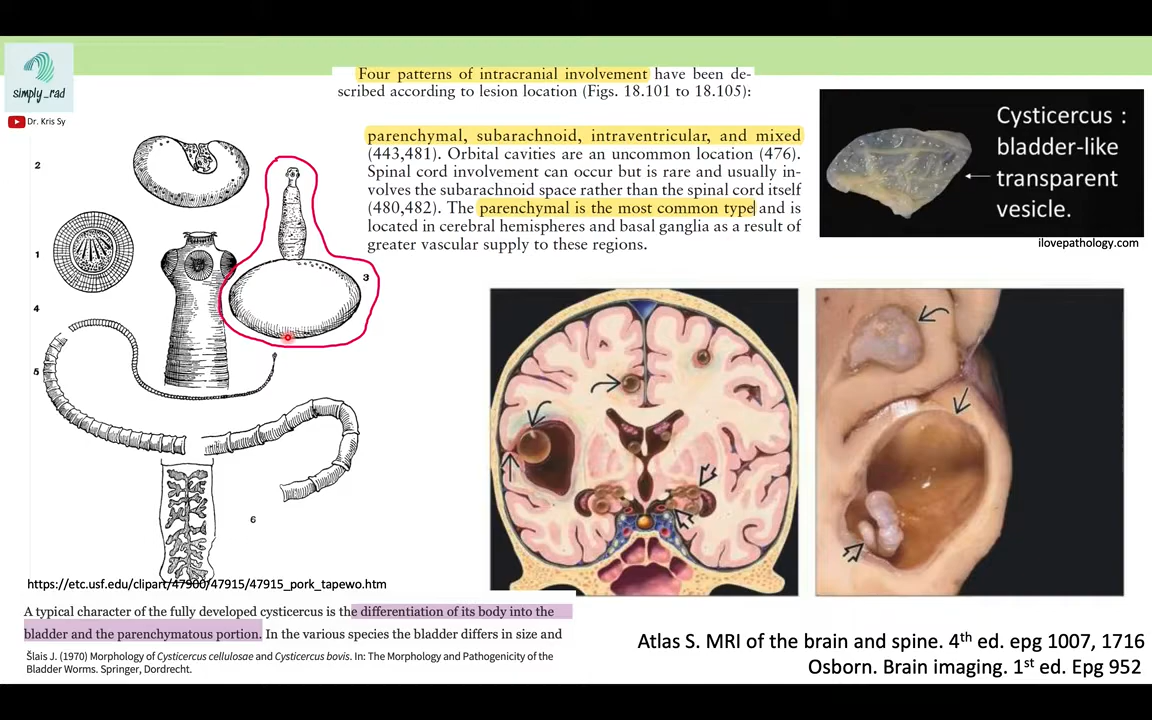 simply_rad
Dr. Kris Sy
Four patterns of intracranial involvement have been de-
scribed according to lesion location (Figs. 18.101 to 18.105):
parenchymal, subarachnoid, intraventricular, and mixed
(443,481). Orbital cavities are an uncommon location (476).
Spinal cord involvement can occur but is rare and usually in-
volves the subarachnoid space rather than the spinal cord itself
(480,482). The parenchymal is the most common type and is
located in cerebral hemispheres and basal ganglia as a result of
greater vascular supply to these regions.
Cysticercus :
bladder-like
transparent
vesicle.
ilovepathology.com
2
1
3
4
5
6
https://etc.usf.edu/clipart/47900/47915/47915_pork_tapewo.htm
A typical character of the fully developed cysticercus is the differentiation of its body into the
bladder and the parenchymatous portion. In the various species the bladder differs in size and
Šlais J. (1970) Morphology of Cysticercus cellulosae and Cysticercus bovis. In: The Morphology and Pathogenicity of the
Bladder Worms. Springer, Dordrecht.
Atlas S. MRI of the brain and spine. 4th ed. epg 1007, 1716
Osborn. Brain imaging. 1st ed. Epg 952